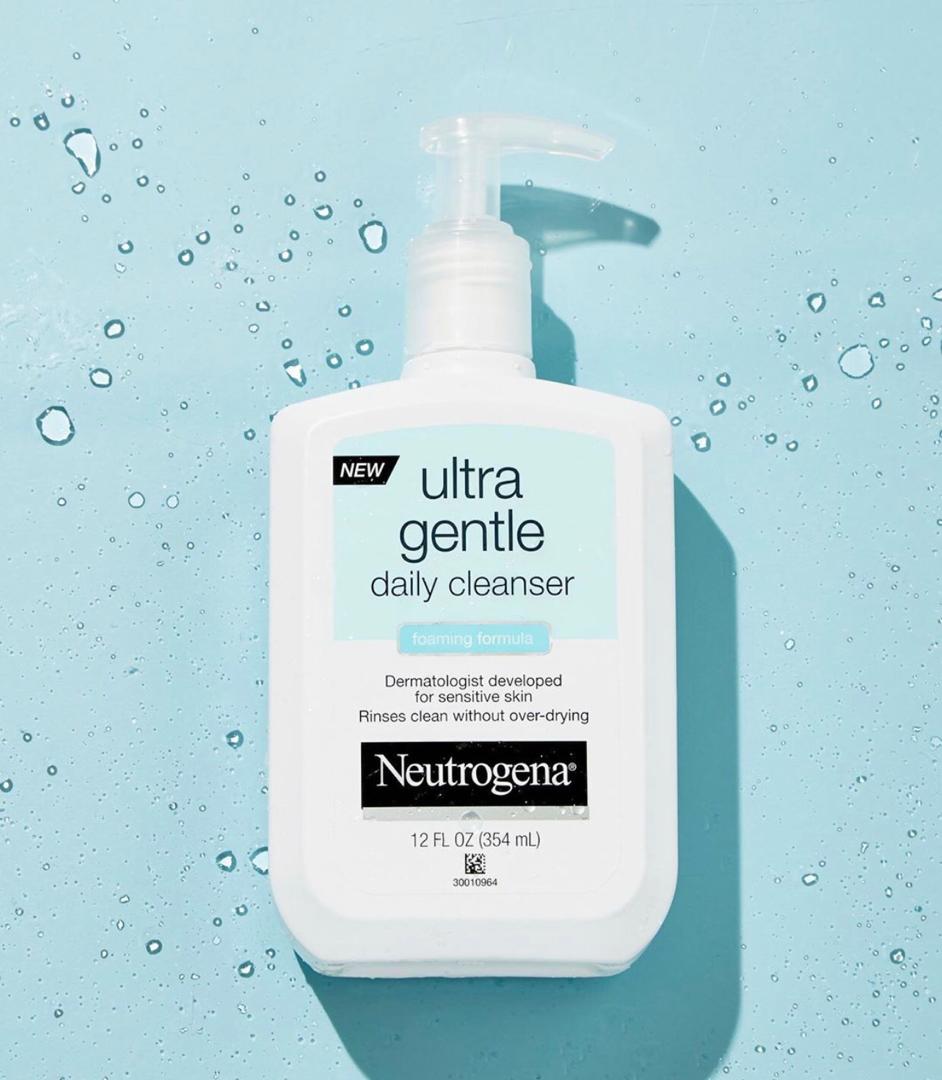 NEW
ultra
gentle
daily cleanser
foaming formula
Dermatologist developed
for sensitive skin
Rinses clean without over-drying
Neutrogena®
12 FL OZ (354 mL)
30010964